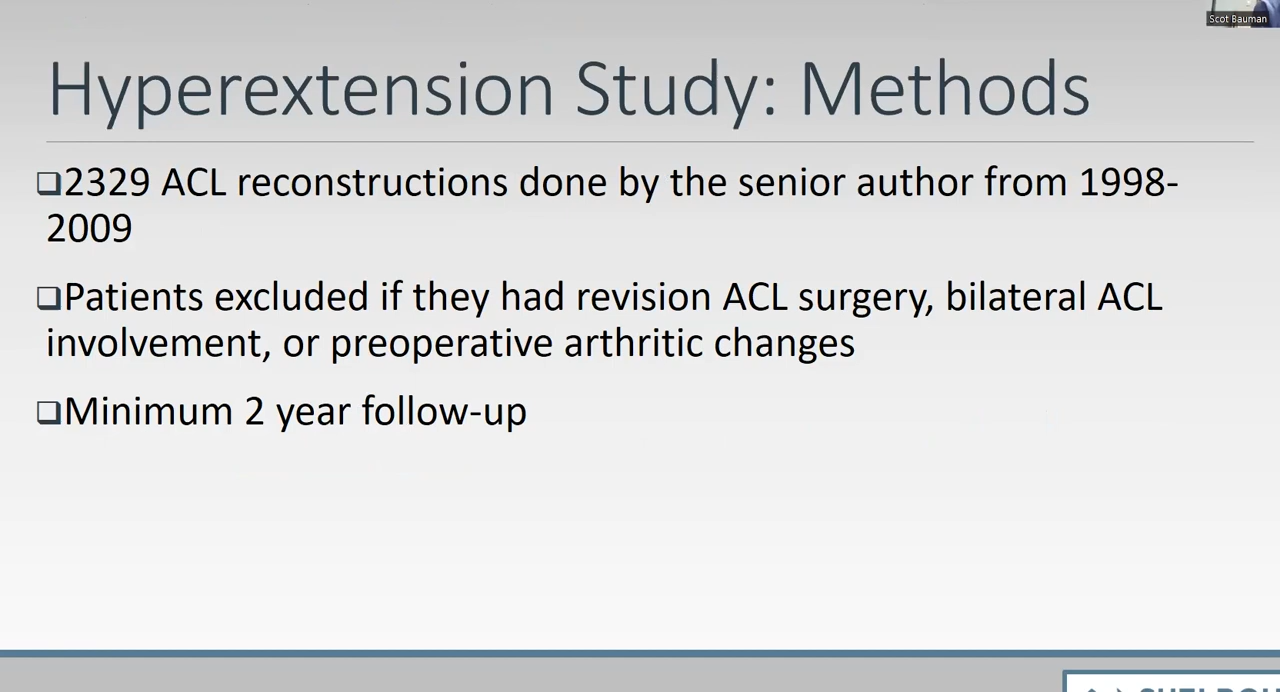 Scot Bauman
Hyperextension Study: Methods
❑2329 ACL reconstructions done by the senior author from 1998-
2009
❑Patients excluded if they had revision ACL surgery, bilateral ACL
involvement, or preoperative arthritic changes
❑Minimum 2 year follow-up